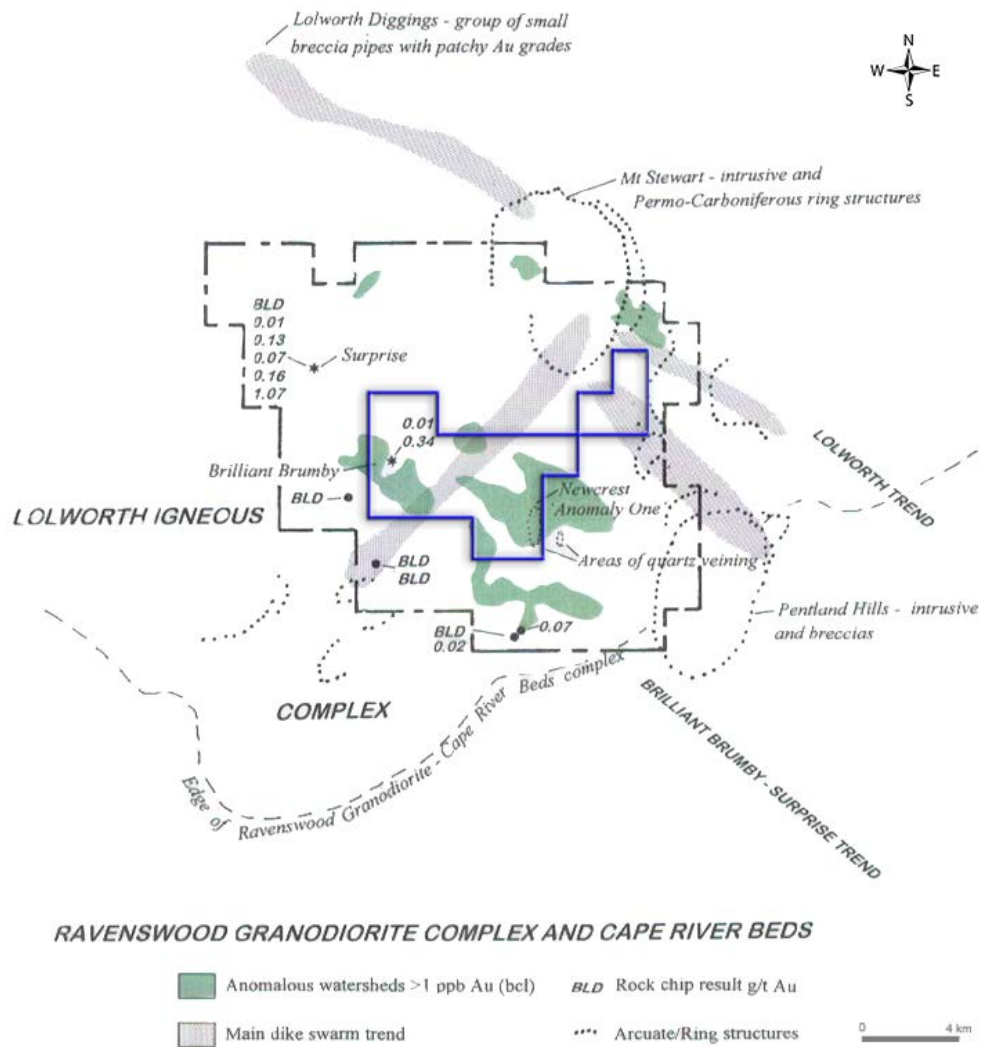 Lolworth Diggings - group of small
breccia pipes with patchy Au grades
N
W E
S
Mt Stewart - intrusive and
Permo-Carboniferous ring structures
BLD
0.01
0.13
0.07
0.16
1.07
Surprise
0.01
0.34
Brilliant Brumby
BLD
LOLWORTH IGNEOUS
COMPLEX
Newcrest
Anomaly One
Areas of quartz veining
LOLWORTH TREND
BLD
BLD
0.07
BLD
0.02
Pentland Hills - intrusive
and breccias
Edge of Ravenswood Granodiorite - Cape River Beds complex
BRILLIANT BRUMBY - SURPRISE TREND
RAVENSWOOD GRANODIORITE COMPLEX AND CAPE RIVER BEDS
Anomalous watersheds >1 ppb Au (bcl)
BLD Rock chip result g/t Au
Main dike swarm trend
Arcuate/Ring structures
0 4 km